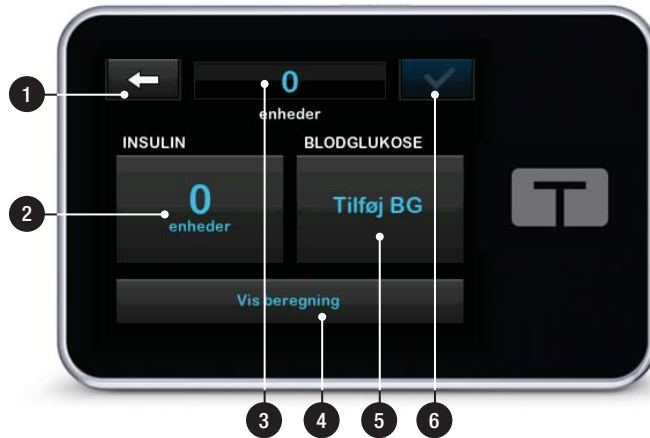 0
enheder
INSULIN
BLODGLUKOSE
0
enheder
Tilføj BG
Vis beregning
1
2
3
4
5
6
T